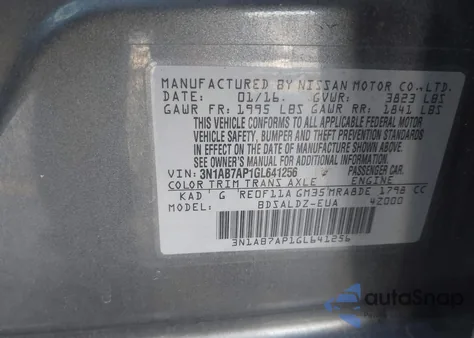 MANUFACTURED BY NISSAN MOTOR CO.,LTD.
DATE: 01/16. GVWR: 3823 LBS
GAWR FR: 1995 LBS GAWR RR: 1841 LBS
THIS VEHICLE CONFORMS TO ALL APPLICABLE FEDERAL MOTOR
VEHICLE SAFETY, BUMPER AND THEFT PREVENTION STANDARDS
IN EFFECT ON THE DATE OF MANUFACTURE SHOWN ABOVE.
SEE OWNER'S MANUAL FOR ADDITIONAL INFORMATION.
VIN: 3N1AB7AP1GL641256 PASSENGER CAR.
COLOR TRIM TRANS AXLE ENGINE
KAD G RE0F11A GM35 MRA8DE 1798 CC
MODEL: BDSALDZ-EUA 42000
3N1AB7AP1GL641256
autoSnap